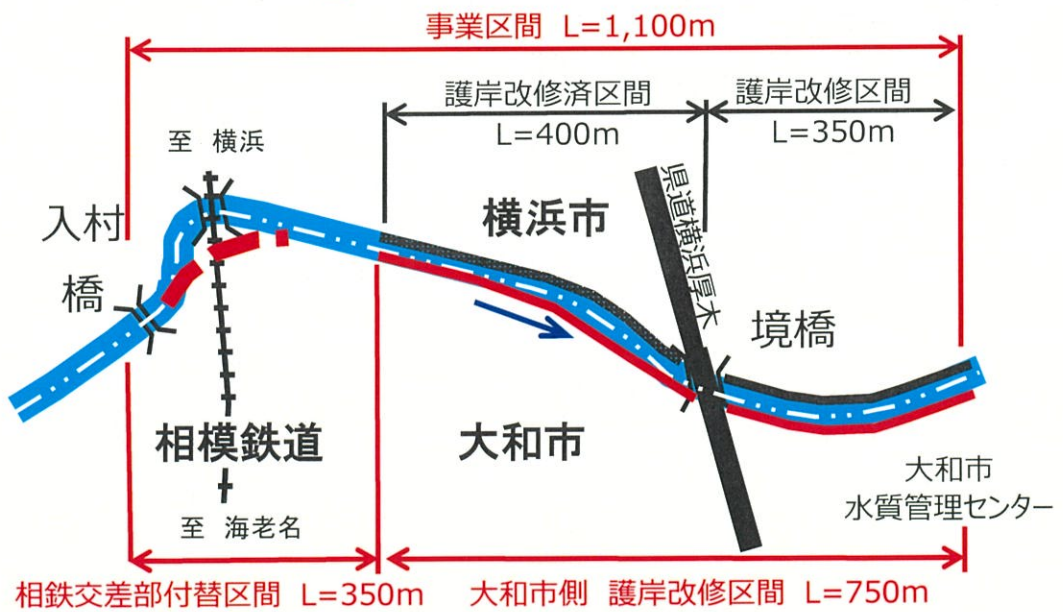 事業区間 L=1,100m
護岸改修済区間
L=400m
護岸改修区間
L=350m
至 横浜
入村
橋
横浜市
県道横浜厚木
境橋
相模鉄道
大和市
至 海老名
大和市
水質管理センター
相鉄交差部付替区間 L=350m
大和市側 護岸改修区間 L=750m